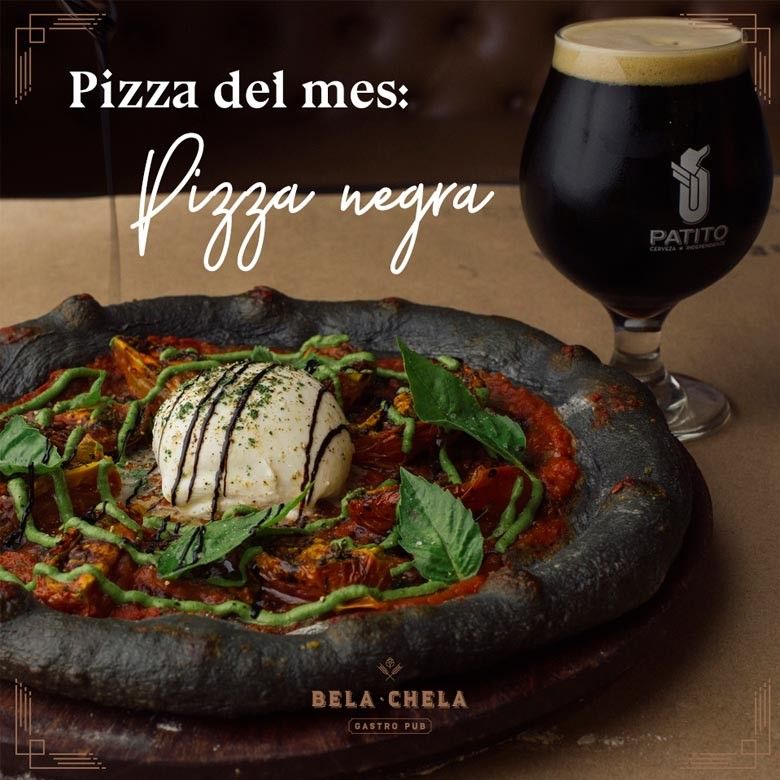 Pizza del mes:
Pizza negra
PATITO
CERVEZA INDEPENDIENTE
BELA·CHELA
GASTRO PUB